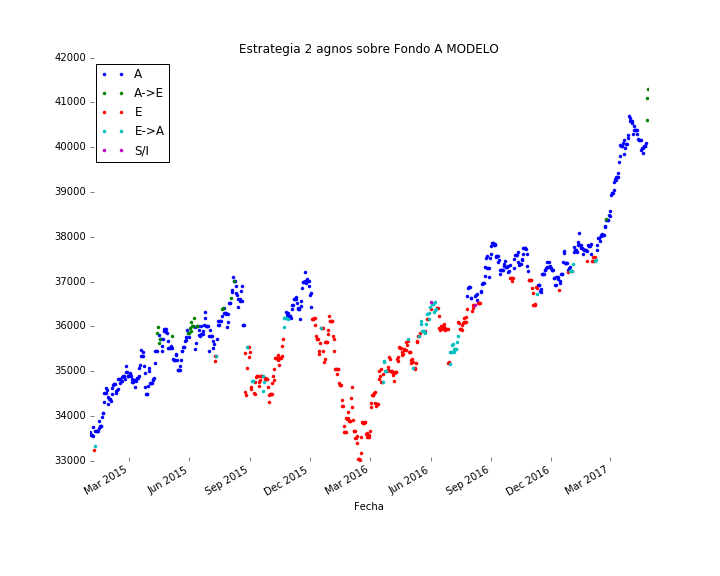 Estrategia 2 agnos sobre Fondo A MODELO
42000
41000
40000
39000
38000
37000
36000
35000
34000
33000
A
A->E
E
E->A
S/I
Mar 2015
Jun 2015
Sep 2015
Dec 2015
Mar 2016
Jun 2016
Sep 2016
Dec 2016
Mar 2017
Fecha